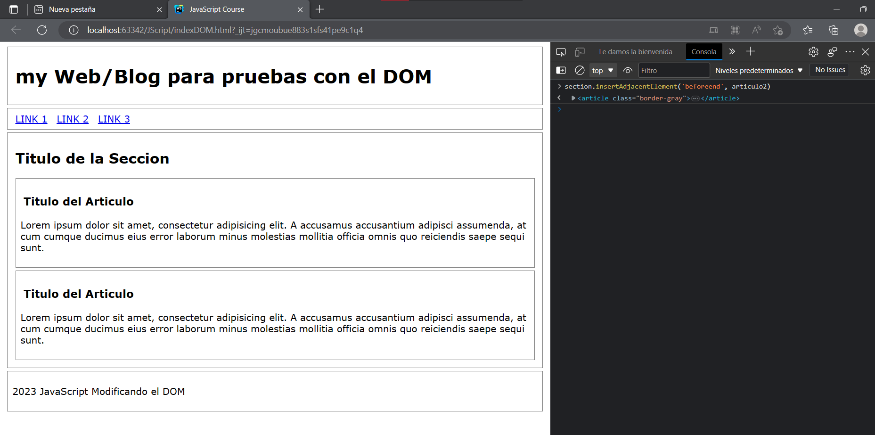 Nueva pestaña
JavaScript Course
localhost:63342/JScript/indexDOM.html?_ijt=jgcmoubue883s1sfs41pe9c1q4
my Web/Blog para pruebas con el DOM
LINK 1 LINK 2 LINK 3
Titulo de la Seccion
Titulo del Articulo
Lorem ipsum dolor sit amet, consectetur adipisicing elit. A accusamus accusantium adipisci assumenda, at
cum cumque ducimus eius error laborum minus molestias mollitia officia omnis quo reiciendis saepe sequi
sunt.
Titulo del Articulo
Lorem ipsum dolor sit amet, consectetur adipisicing elit. A accusamus accusantium adipisci assumenda, at
cum cumque ducimus eius error laborum minus molestias mollitia officia omnis quo reiciendis saepe sequi
sunt.
2023 JavaScript Modificando el DOM
Le damos la bienvenida Consola
top Filtro Niveles predeterminados No Issues
section.insertAdjacentElement('beforeend', articulo2)
<article class="border-gray">…</article>